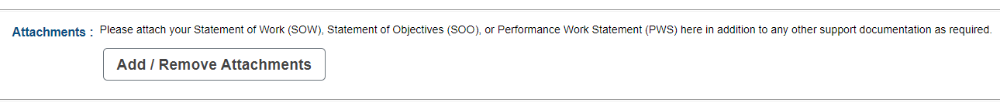 Attachments : Please attach your Statement of Work (SOW), Statement of Objectives (SOO), or Performance Work Statement (PWS) here in addition to any other support documentation as required.
Add / Remove Attachments